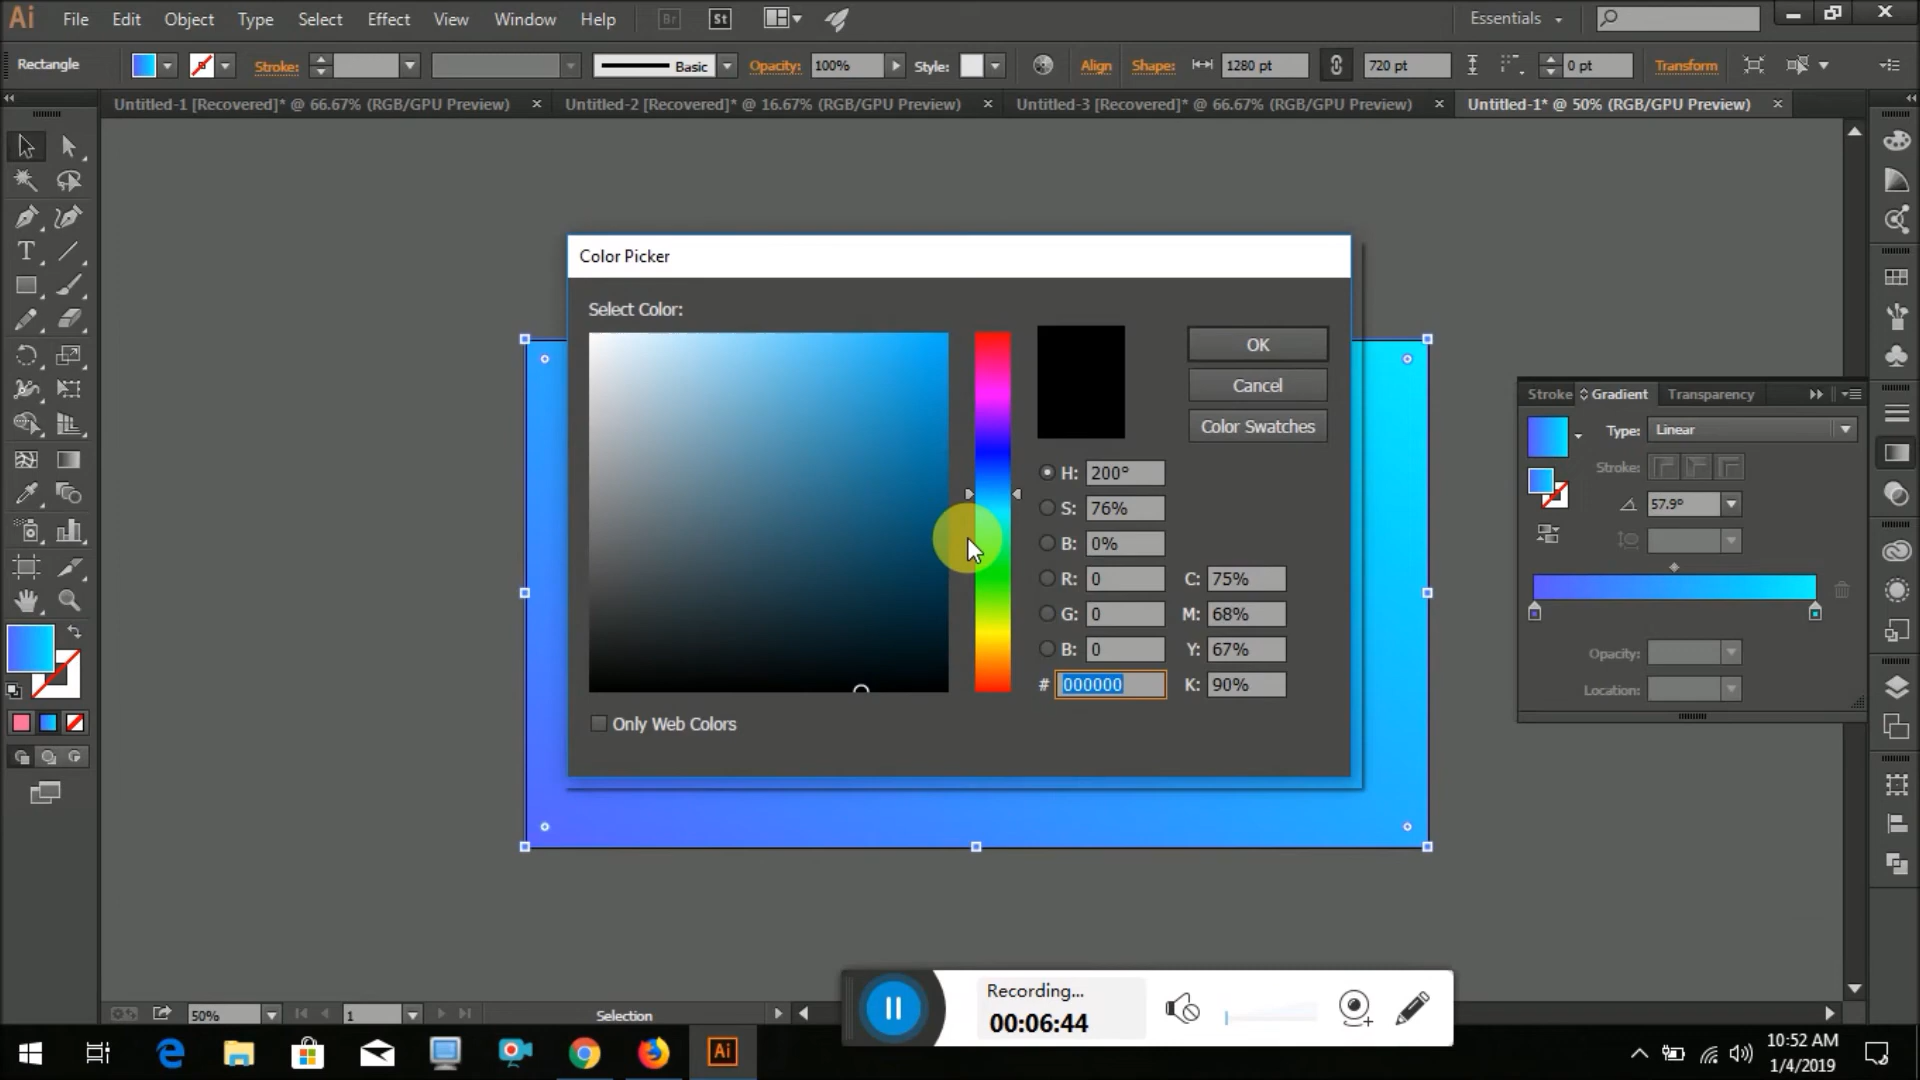 Ai File Edit Object Type Select Effect View Window Help Br St Essentials
Rectangle Stroke: Basic Opacity: 100% Style: Align Shape: 1280 pt 720 pt 0 pt Transform
Untitled-1 [Recovered]* @ 66.67% (RGB/GPU Preview) × Untitled-2 [Recovered]* @ 16.67% (RGB/GPU Preview) × Untitled-3 [Recovered]* @ 66.67% (RGB/GPU Preview) × Untitled-1* @ 50% (RGB/GPU Preview) ×
Color Picker
Select Color:
OK
Cancel
Color Swatches
H: 200°
S: 76%
B: 0%
R: 0 C: 75%
G: 0 M: 68%
B: 0 Y: 67%
# 000000 K: 90%
Only Web Colors
Stroke Gradient Transparency
Type: Linear
Stroke:
57.9°
Opacity:
Location:
50% 1 Selection
Recording...
00:06:44
Ai
10:52 AM
1/4/2019